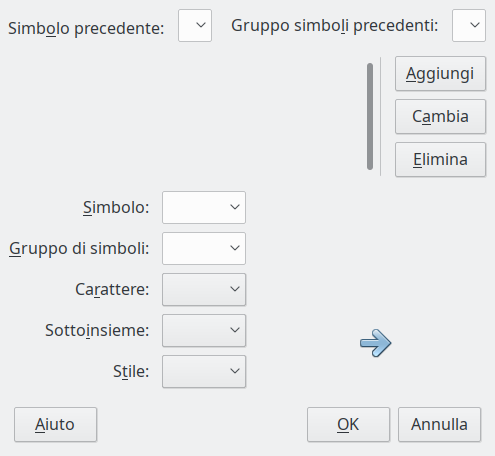 Simbolo precedente: Gruppo simboli precedenti:
Aggiungi
Cambia
Elimina
Simbolo:
Gruppo di simboli:
Carattere:
Sottoinsieme:
Stile:
Aiuto OK Annulla